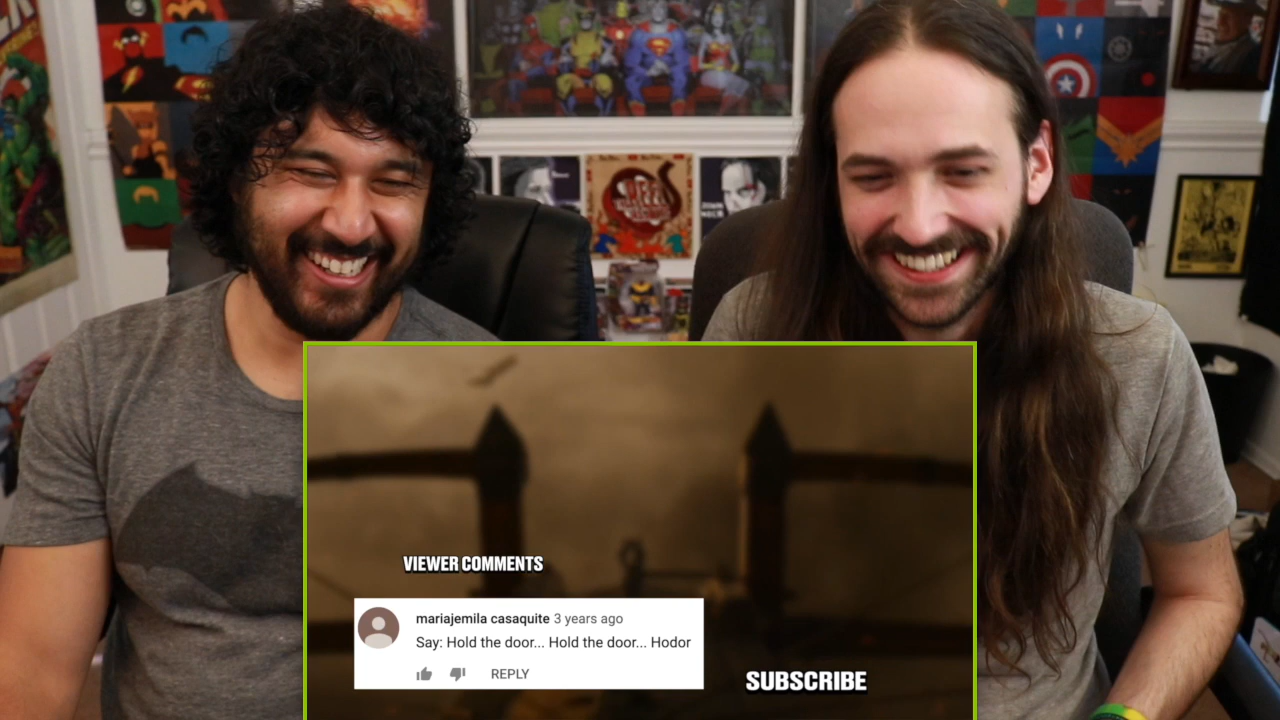 VIEWER COMMENTS
mariajemila casaquite 3 years ago
Say: Hold the door... Hold the door... Hodor
REPLY
SUBSCRIBE